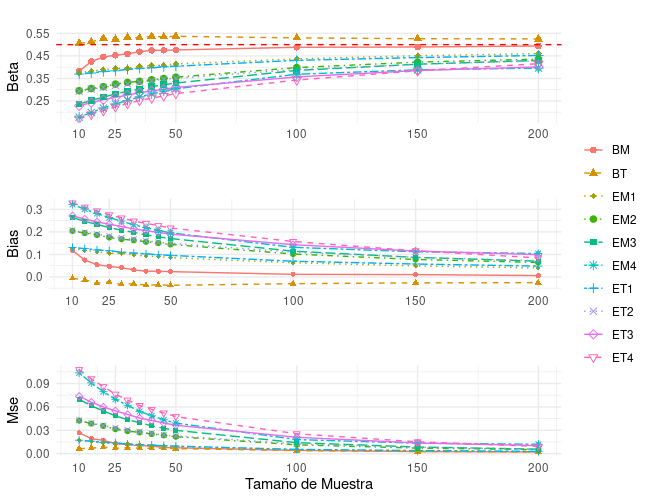 Beta
0.55
0.45
0.35
0.25
10 25 50 100 150 200
Bias
0.3
0.2
0.1
0.0
10 25 50 100 150 200
Mse
0.09
0.06
0.03
0.00
10 25 50 100 150 200
Tamaño de Muestra
BM
BT
EM1
EM2
EM3
EM4
ET1
ET2
ET3
ET4